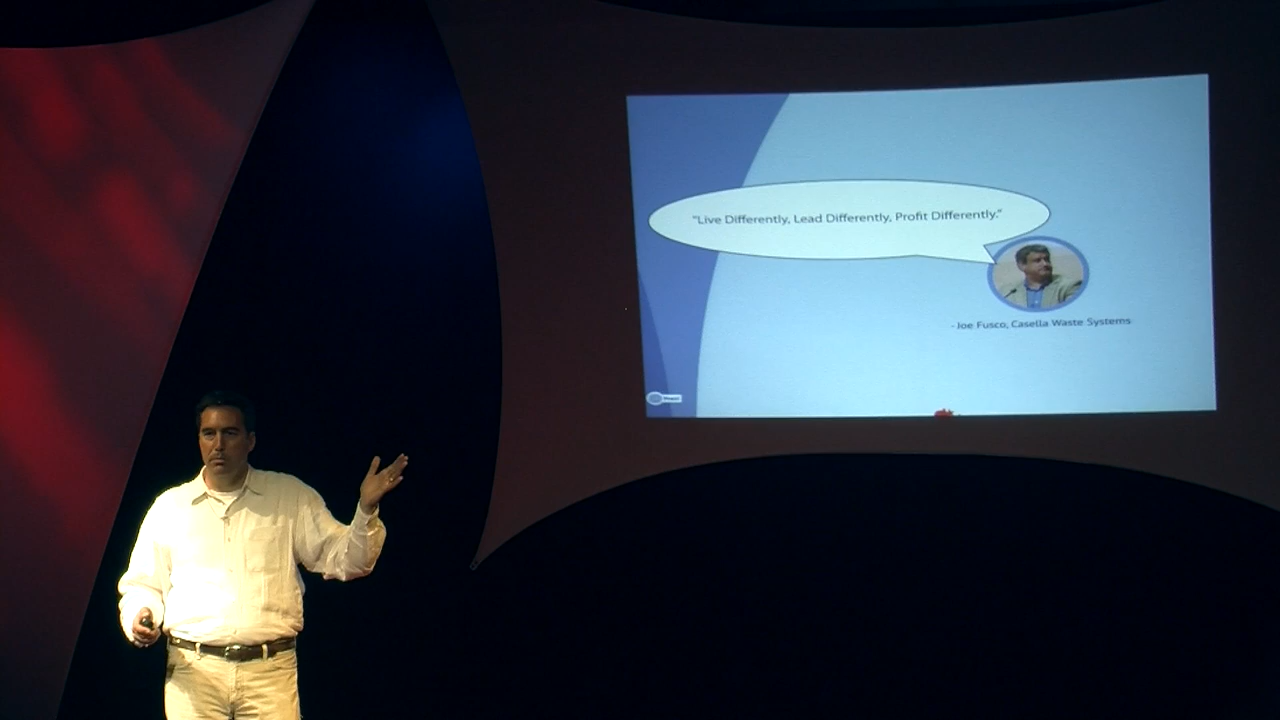 “Live Differently, Lead Differently, Profit Differently.”
- Joe Fusco, Casella Waste Systems